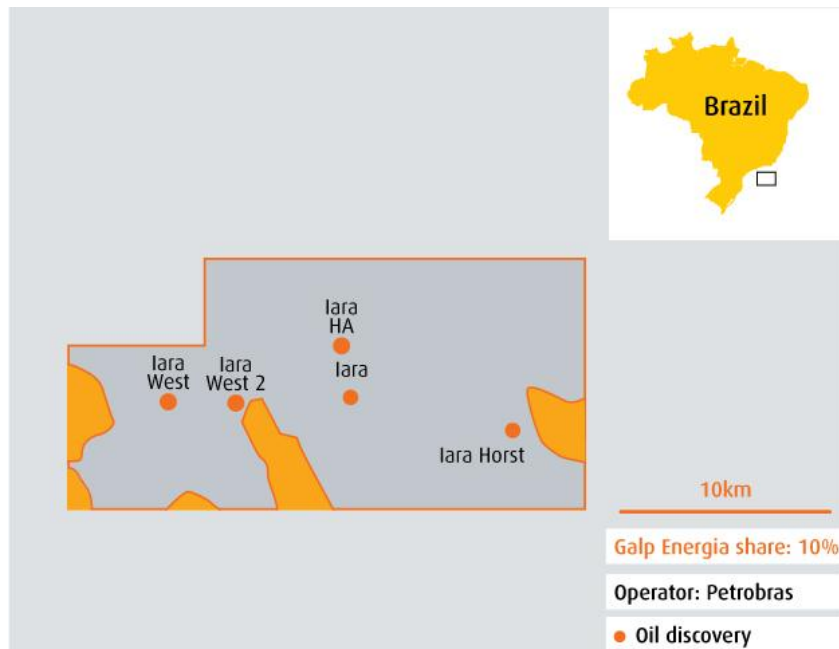 Brazil
Iara
HA
Iara
West
Iara
West 2
Iara
Iara Horst
10km
Galp Energia share: 10%
Operator: Petrobras
Oil discovery